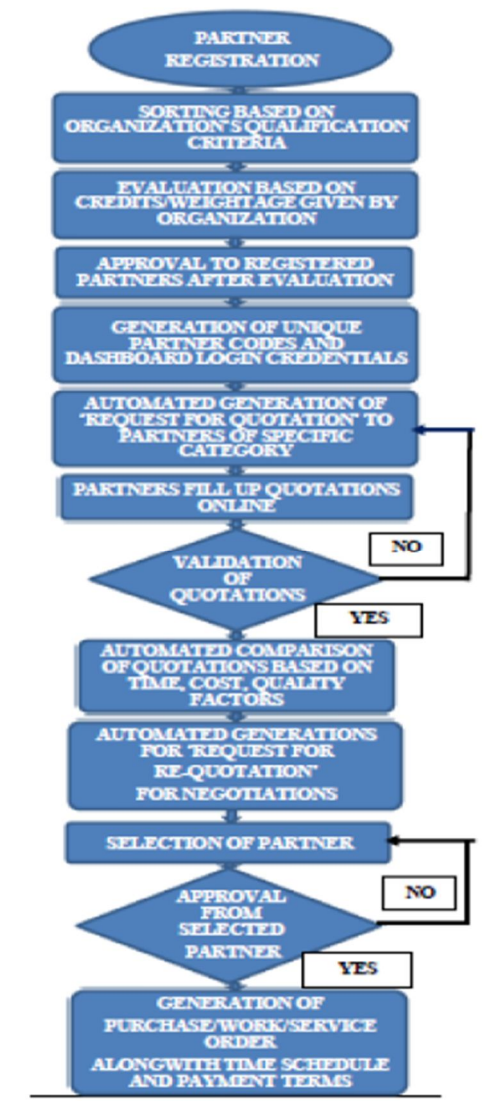 PARTNER
REGISTRATION
SORTING BASED ON
ORGANIZATION'S QUALIFICATION
CRITERIA
EVALUATION BASED ON
CREDITS/WEIGHTAGE GIVEN BY
ORGANIZATION
APPROVAL TO REGISTERED
PARTNERS AFTER EVALUATION
GENERATION OF UNIQUE
PARTNER CODES AND
DASHBOARD LOGIN CREDENTIALS
AUTOMATED GENERATION OF
'REQUEST FOR QUOTATION' TO
PARTNERS OF SPECIFIC
CATEGORY
PARTNERS FILL UP QUOTATIONS
ONLINE
NO
VALIDATION
OF
QUOTATIONS
YES
AUTOMATED COMPARISON
OF QUOTATIONS BASED ON
TIME, COST, QUALITY
FACTORS
AUTOMATED GENERATIONS
FOR 'REQUEST FOR
RE-QUOTATION'
FOR NEGOTIATIONS
SELECTION OF PARTNER
NO
APPROVAL
FROM
SELECTED
PARTNER
YES
GENERATION OF
PURCHASE/WORK/SERVICE
ORDER
ALONGWITH TIME SCHEDULE
AND PAYMENT TERMS